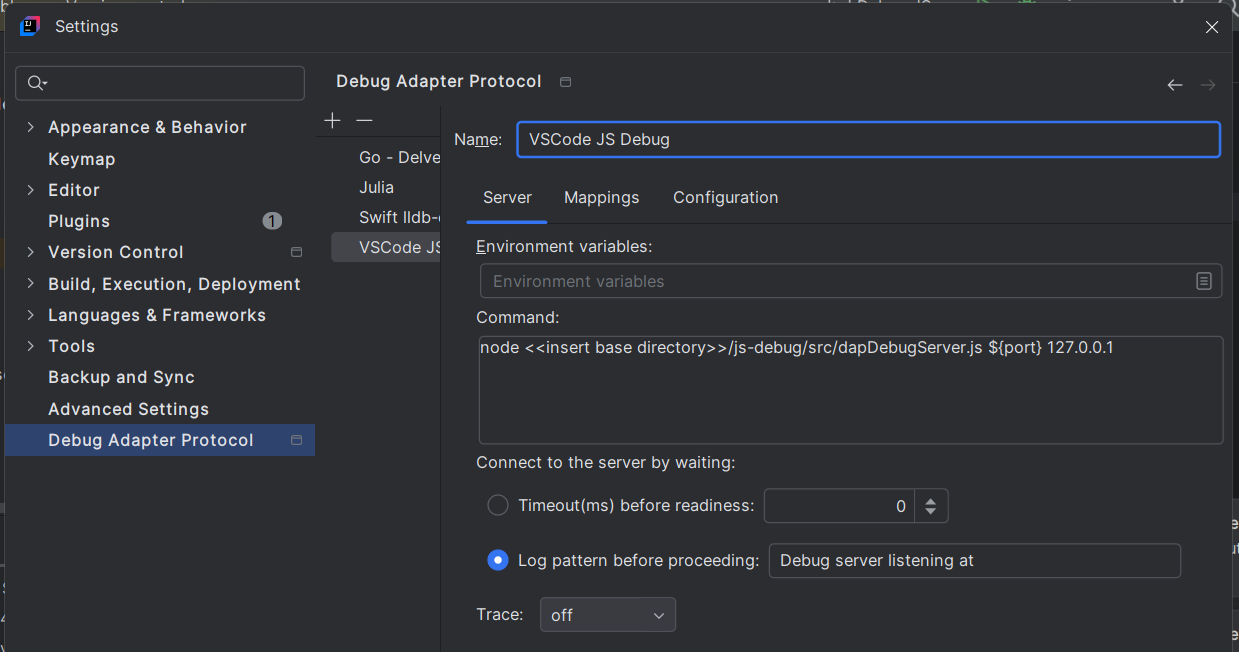 Settings
Debug Adapter Protocol
Appearance & Behavior
Keymap
Editor
Plugins 1
Version Control
Build, Execution, Deployment
Languages & Frameworks
Tools
Backup and Sync
Advanced Settings
Debug Adapter Protocol
Go - Delve
Julia
Swift lldb-
VSCode JS
Name: VSCode JS Debug
Server Mappings Configuration
Environment variables:
Environment variables
Command:
node <<insert base directory>>/js-debug/src/dapDebugServer.js ${port} 127.0.0.1
Connect to the server by waiting:
Timeout(ms) before readiness: 0
Log pattern before proceeding: Debug server listening at
Trace: off